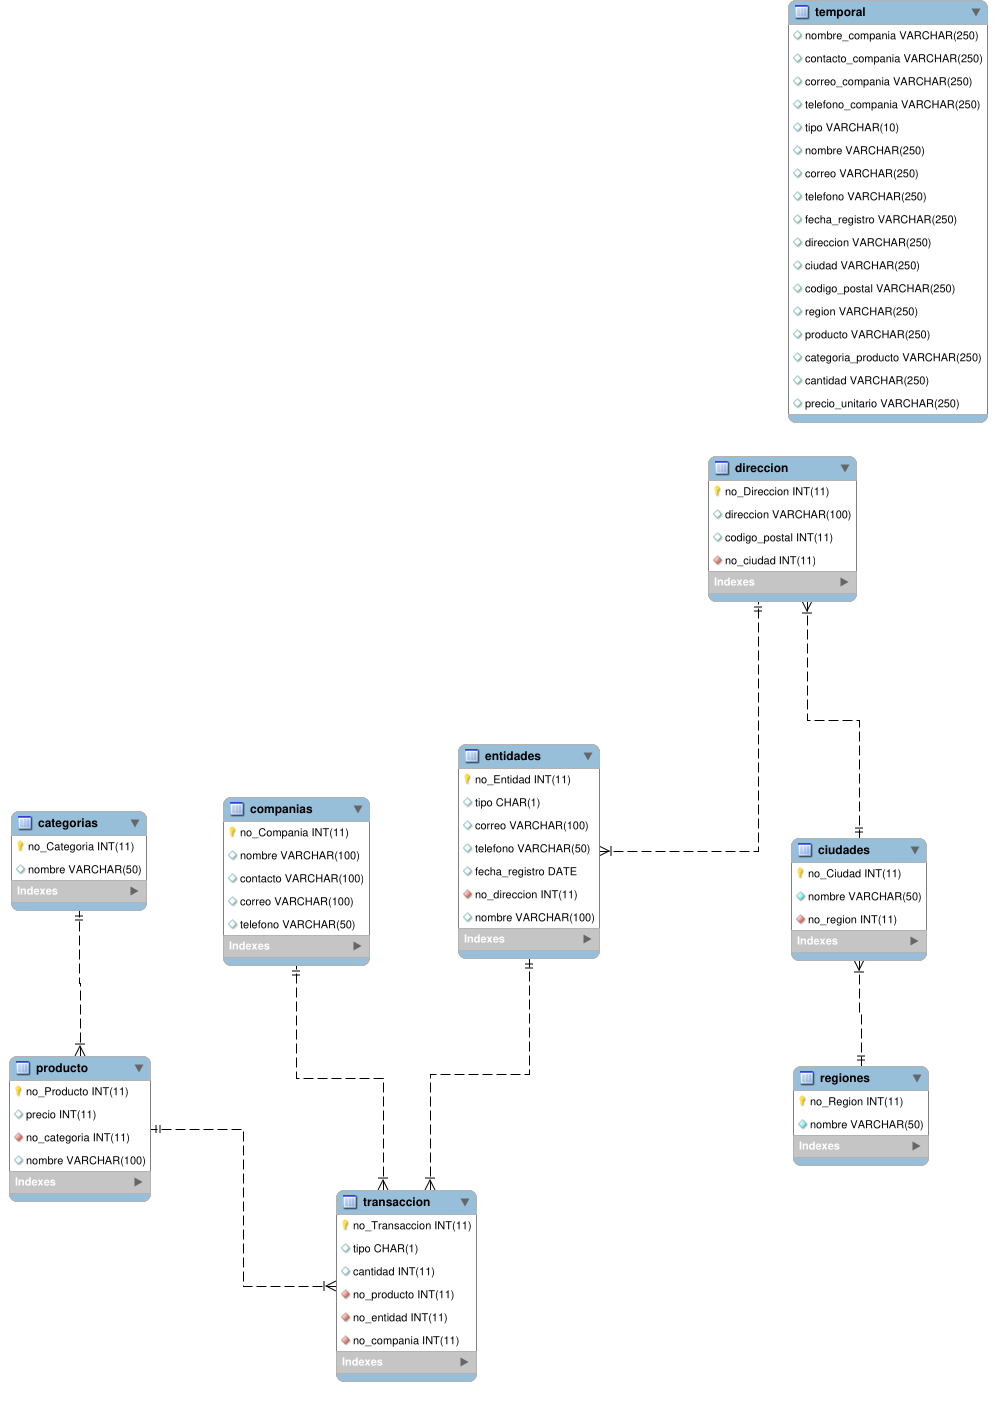 temporal
nombre_compania VARCHAR(250)
contacto_compania VARCHAR(250)
correo_compania VARCHAR(250)
telefono_compania VARCHAR(250)
tipo VARCHAR(10)
nombre VARCHAR(250)
correo VARCHAR(250)
telefono VARCHAR(250)
fecha_registro VARCHAR(250)
direccion VARCHAR(250)
ciudad VARCHAR(250)
codigo_postal VARCHAR(250)
region VARCHAR(250)
producto VARCHAR(250)
categoria_producto VARCHAR(250)
cantidad VARCHAR(250)
precio_unitario VARCHAR(250)
direccion
no_Direccion INT(11)
direccion VARCHAR(100)
codigo_postal INT(11)
no_ciudad INT(11)
Indexes
entidades
no_Entidad INT(11)
tipo CHAR(1)
correo VARCHAR(100)
telefono VARCHAR(50)
fecha_registro DATE
no_direccion INT(11)
nombre VARCHAR(100)
Indexes
companias
no_Compania INT(11)
nombre VARCHAR(100)
contacto VARCHAR(100)
correo VARCHAR(100)
telefono VARCHAR(50)
Indexes
categorias
no_Categoria INT(11)
nombre VARCHAR(50)
Indexes
ciudades
no_Ciudad INT(11)
nombre VARCHAR(50)
no_region INT(11)
Indexes
producto
no_Producto INT(11)
precio INT(11)
no_categoria INT(11)
nombre VARCHAR(100)
Indexes
regiones
no_Region INT(11)
nombre VARCHAR(50)
Indexes
transaccion
no_Transaccion INT(11)
tipo CHAR(1)
cantidad INT(11)
no_producto INT(11)
no_entidad INT(11)
no_compania INT(11)
Indexes